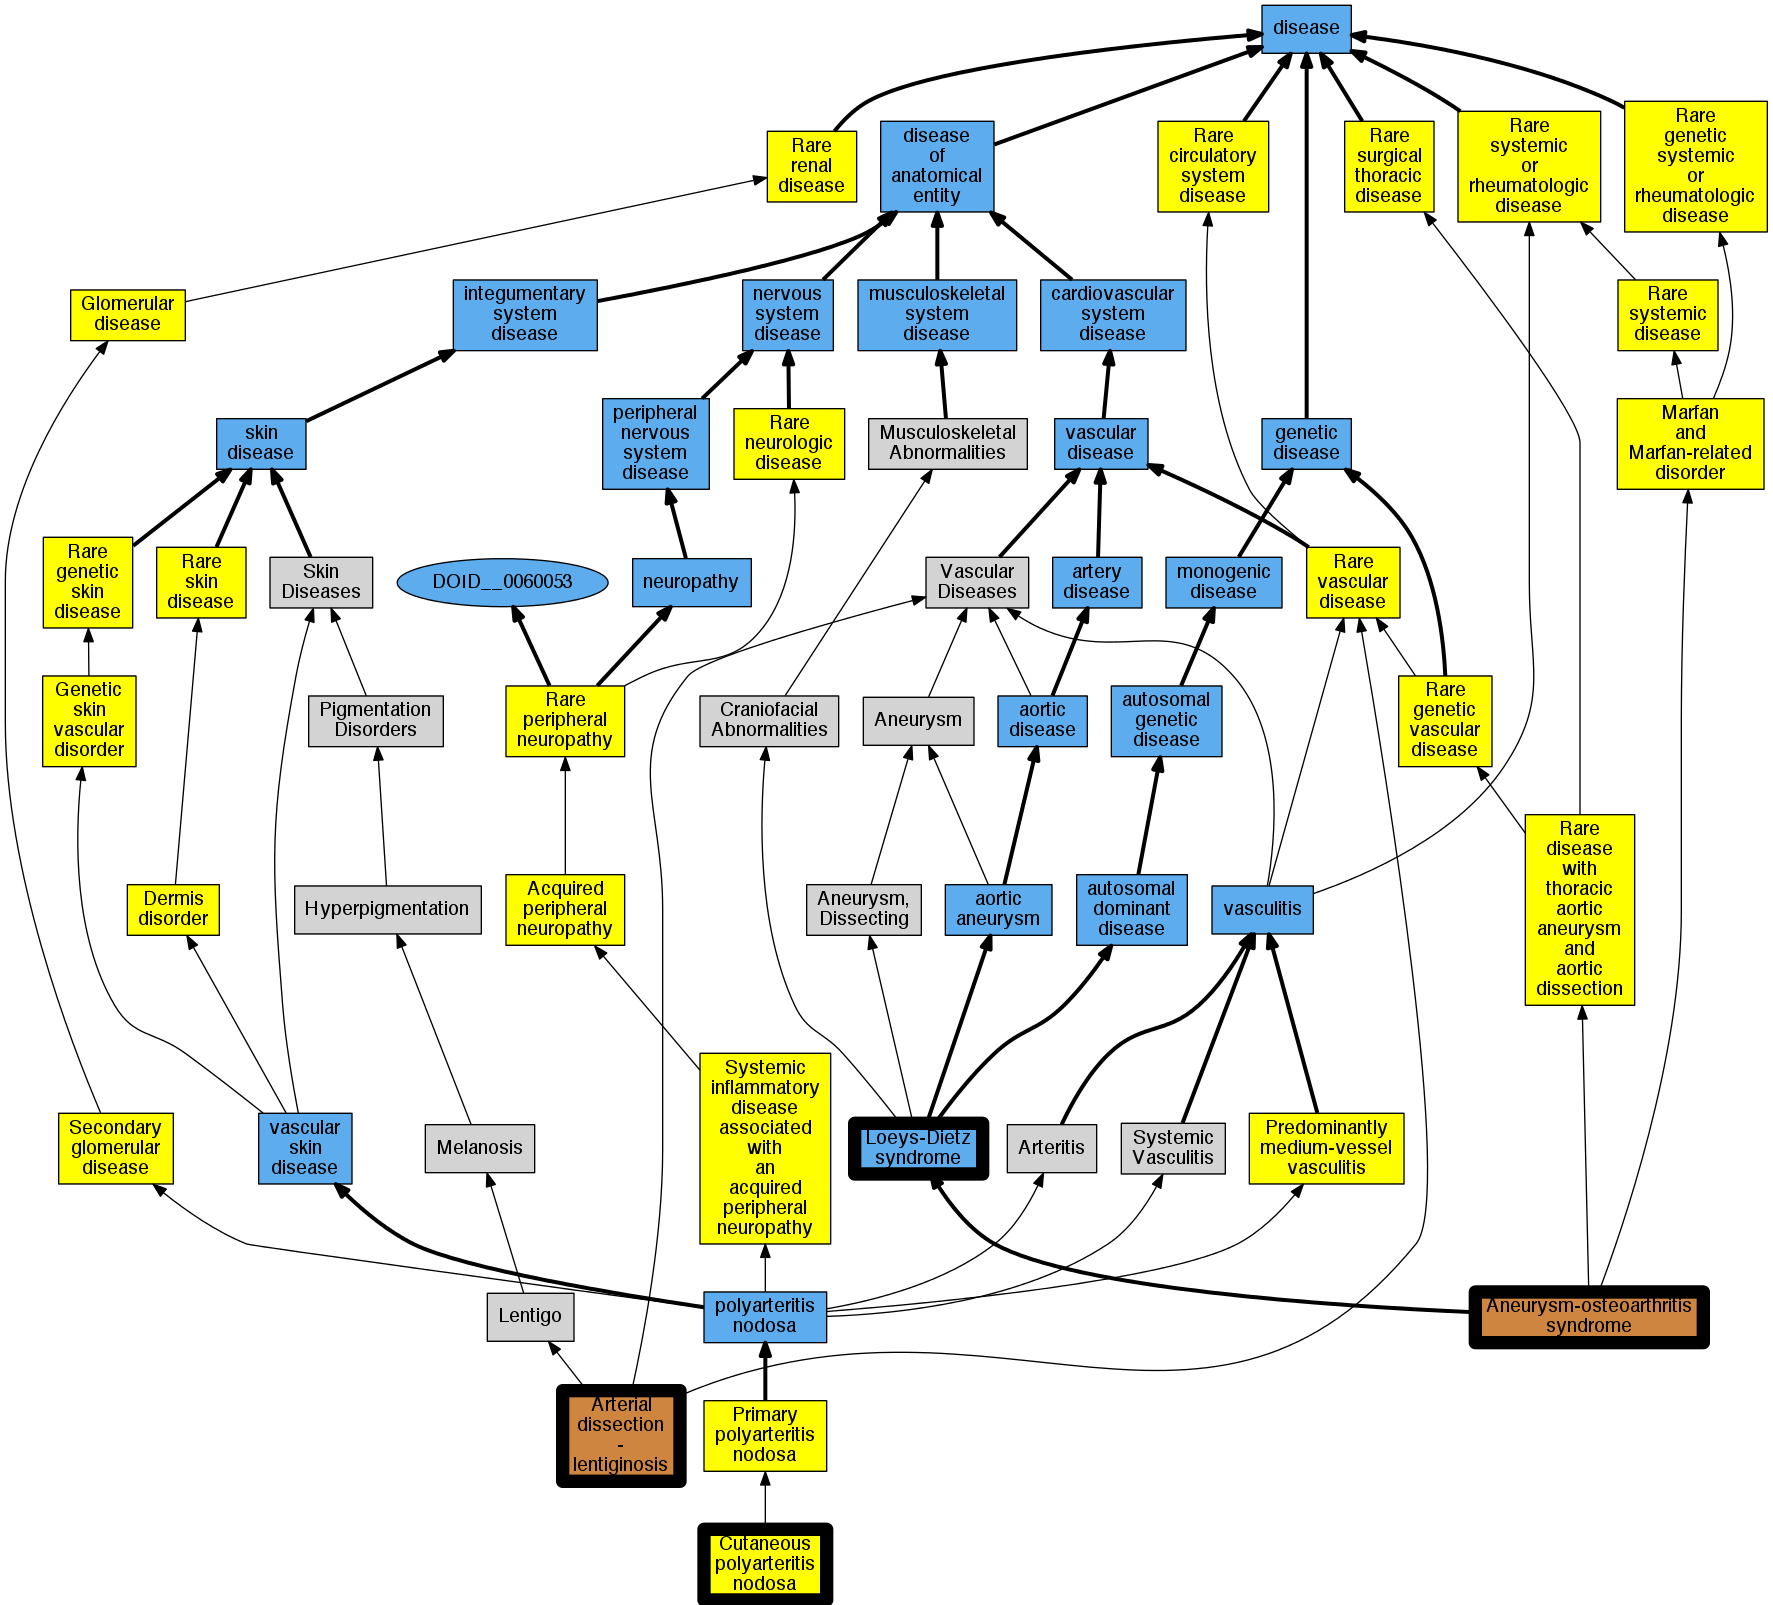 disease
Rare
renal
disease
disease
of
anatomical
entity
Rare
circulatory
system
disease
Rare
surgical
thoracic
disease
Rare
systemic
or
rheumatologic
disease
Rare
genetic
systemic
or
rheumatologic
disease
Glomerular
disease
integumentary
system
disease
nervous
system
disease
musculoskeletal
system
disease
cardiovascular
system
disease
Rare
systemic
disease
skin
disease
peripheral
nervous
system
disease
Rare
neurologic
disease
Musculoskeletal
Abnormalities
vascular
disease
genetic
disease
Marfan
and
Marfan-related
disorder
Rare
genetic
skin
disease
Rare
skin
disease
Skin
Diseases
DOID__0060053
neuropathy
Vascular
Diseases
artery
disease
monogenic
disease
Rare
vascular
disease
Genetic
skin
vascular
disorder
Pigmentation
Disorders
Rare
peripheral
neuropathy
Craniofacial
Abnormalities
Aneurysm
aortic
disease
autosomal
genetic
disease
Rare
genetic
vascular
disease
Dermis
disorder
Hyperpigmentation
Acquired
peripheral
neuropathy
Aneurysm,
Dissecting
aortic
aneurysm
autosomal
dominant
disease
vasculitis
Rare
disease
with
thoracic
aortic
aneurysm
and
aortic
dissection
Secondary
glomerular
disease
vascular
skin
disease
Melanosis
Systemic
inflammatory
disease
associated
with
an
acquired
peripheral
neuropathy
Loeys-Dietz
syndrome
Arteritis
Systemic
Vasculitis
Predominantly
medium-vessel
vasculitis
Lentigo
polyarteritis
nodosa
Aneurysm-osteoarthritis
syndrome
Arterial
dissection
-
lentiginosis
Primary
polyarteritis
nodosa
Cutaneous
polyarteritis
nodosa